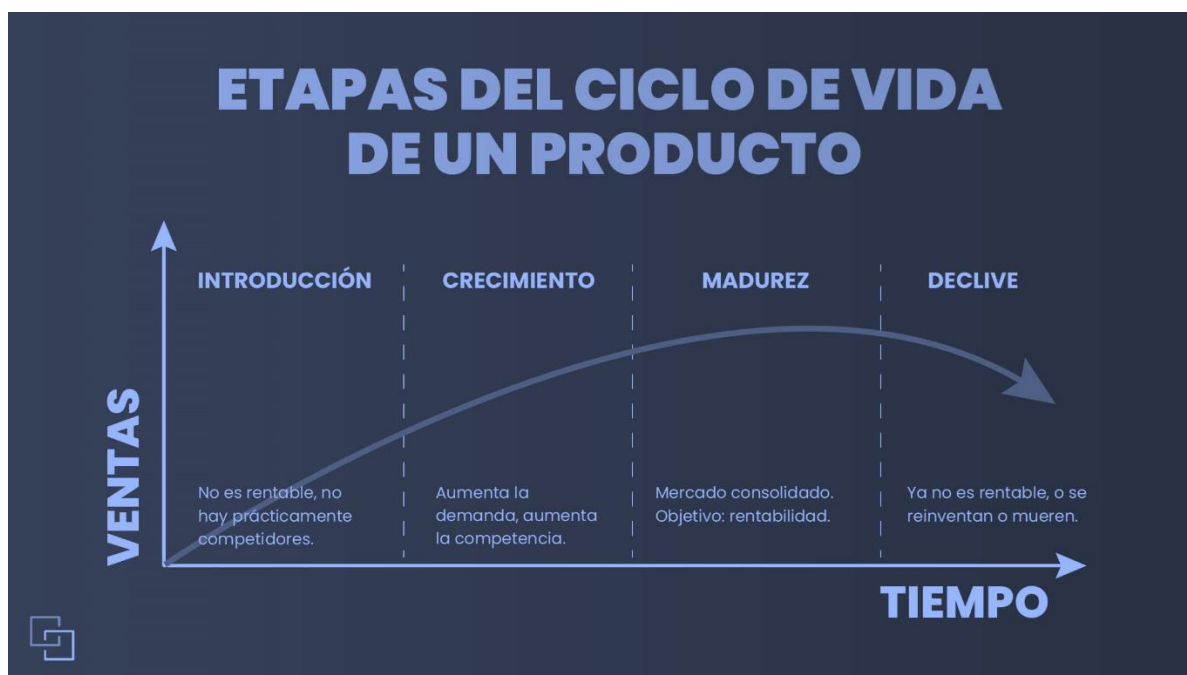 ETAPAS DEL CICLO DE VIDA
DE UN PRODUCTO
INTRODUCCIÓN
CRECIMIENTO
MADUREZ
DECLIVE
VENTAS
No es rentable, no
hay prácticamente
competidores.
Aumenta la
demanda, aumenta
la competencia.
Mercado consolidado.
Objetivo: rentabilidad.
Ya no es rentable, o se
reinventan o mueren.
TIEMPO